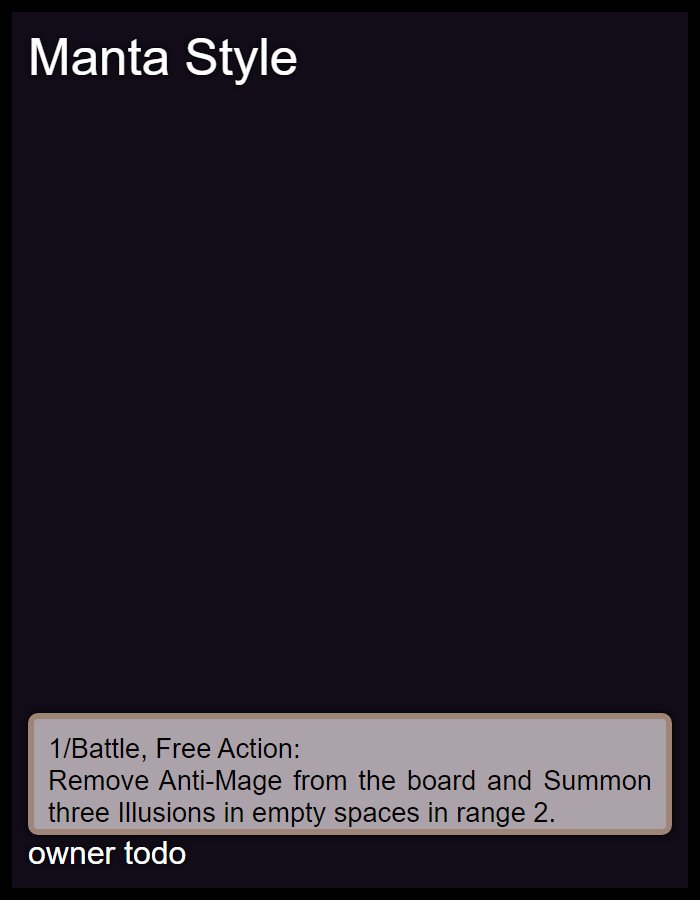 Manta Style
1/Battle, Free Action:
Remove Anti-Mage from the board and Summon
three Illusions in empty spaces in range 2.
owner todo